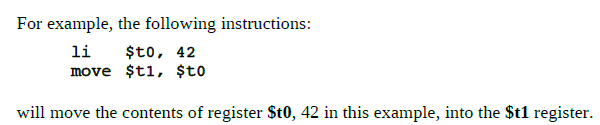 For example, the following instructions:
li $t0, 42
move $t1, $t0
will move the contents of register $t0, 42 in this example, into the $t1 register.